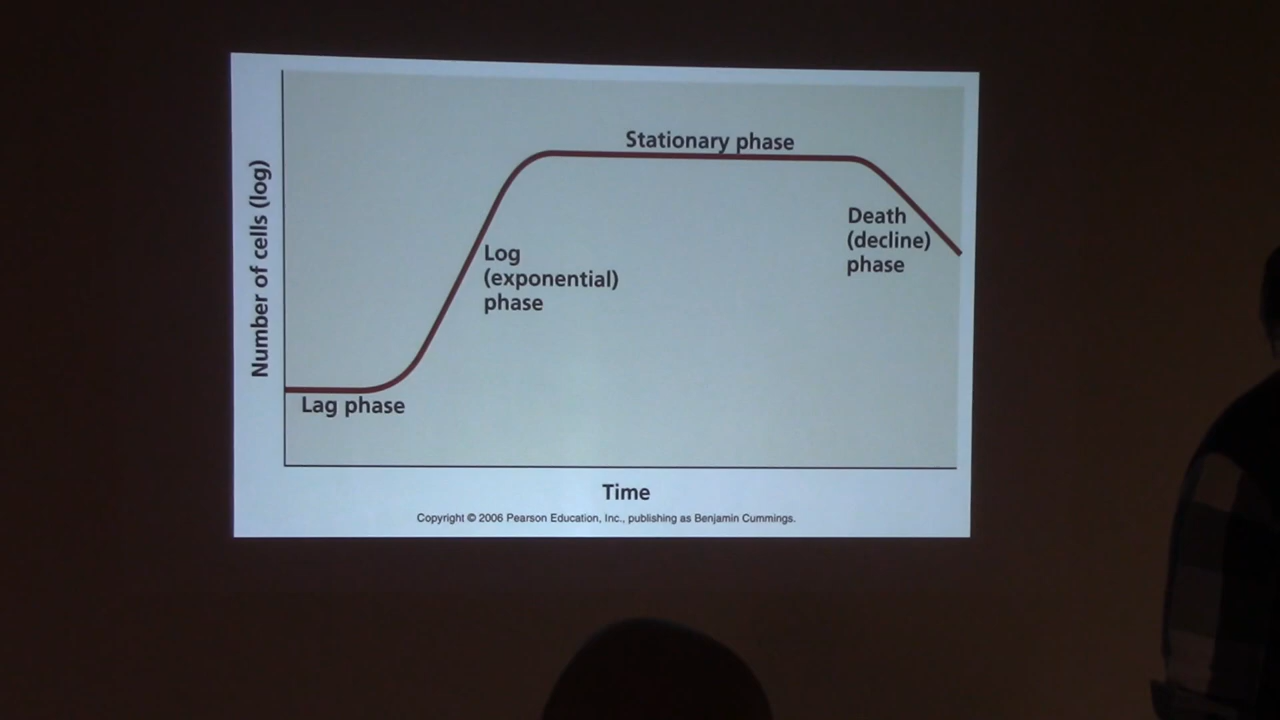 Stationary phase
Number of cells (log)
Death
(decline)
phase
Log
(exponential)
phase
Lag phase
Time
Copyright © 2006 Pearson Education, Inc., publishing as Benjamin Cummings.